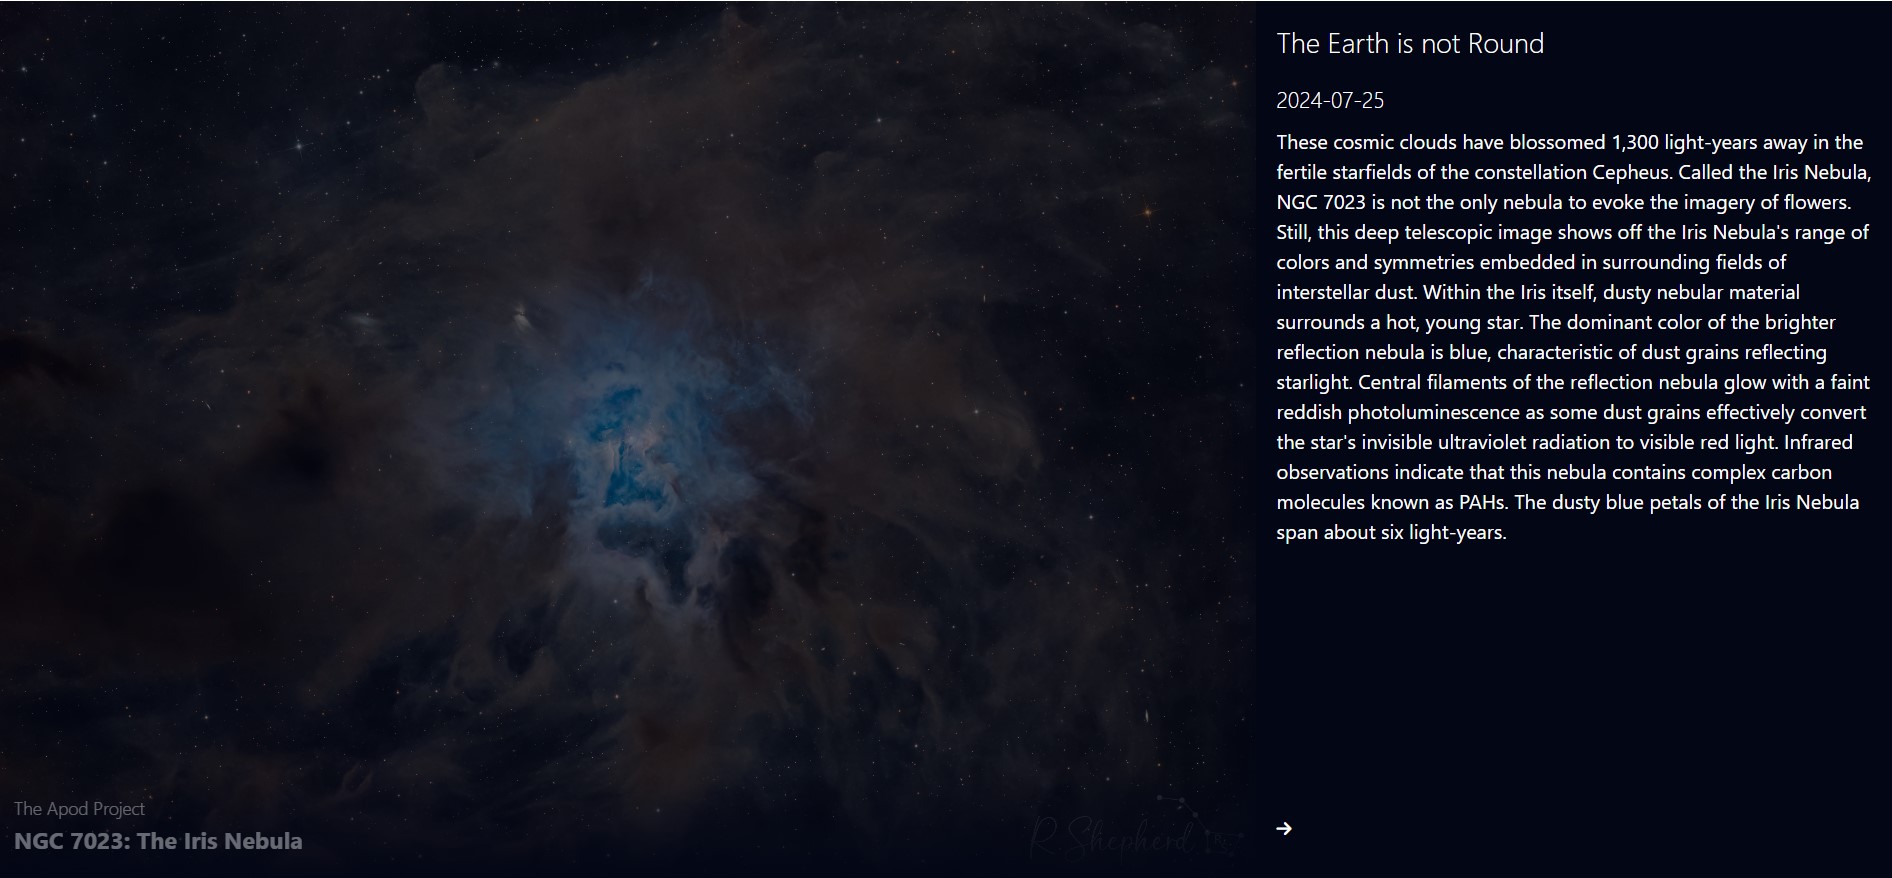 The Earth is not Round
2024-07-25
These cosmic clouds have blossomed 1,300 light-years away in the
fertile starfields of the constellation Cepheus. Called the Iris Nebula,
NGC 7023 is not the only nebula to evoke the imagery of flowers.
Still, this deep telescopic image shows off the Iris Nebula's range of
colors and symmetries embedded in surrounding fields of
interstellar dust. Within the Iris itself, dusty nebular material
surrounds a hot, young star. The dominant color of the brighter
reflection nebula is blue, characteristic of dust grains reflecting
starlight. Central filaments of the reflection nebula glow with a faint
reddish photoluminescence as some dust grains effectively convert
the star's invisible ultraviolet radiation to visible red light. Infrared
observations indicate that this nebula contains complex carbon
molecules known as PAHs. The dusty blue petals of the Iris Nebula
span about six light-years.
The Apod Project
NGC 7023: The Iris Nebula
R.Shepherd